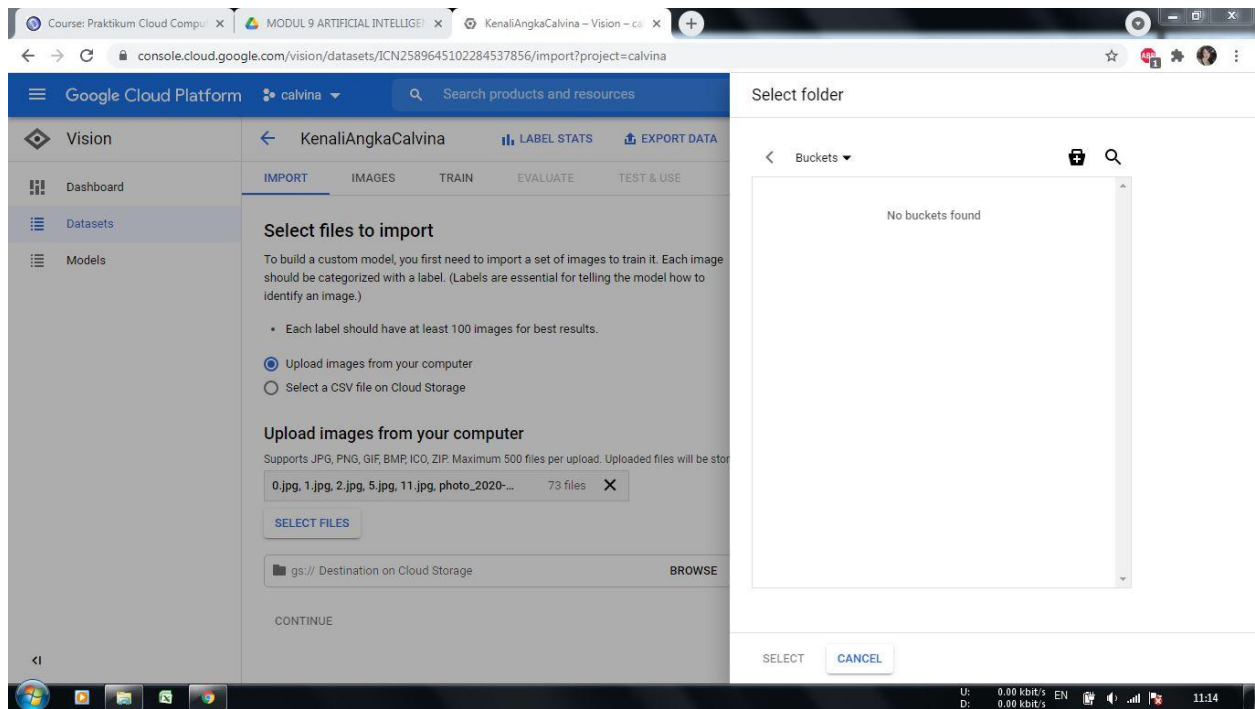 Course: Praktikum Cloud Comput
MODUL 9 ARTIFICIAL INTELLIGEN
KenaliAngkaCalvina – Vision – ca
console.cloud.google.com/vision/datasets/ICN2589645102284537856/import?project=calvina
ABP
1
Google Cloud Platform
calvina
Search products and resources
Vision
KenaliAngkaCalvina
LABEL STATS
EXPORT DATA
Dashboard
Datasets
Models
IMPORT
IMAGES
TRAIN
EVALUATE
TEST & USE
Select files to import
To build a custom model, you first need to import a set of images to train it. Each image
should be categorized with a label. (Labels are essential for telling the model how to
identify an image.)
• Each label should have at least 100 images for best results.
Upload images from your computer
Select a CSV file on Cloud Storage
Upload images from your computer
Supports JPG, PNG, GIF, BMP, ICO, ZIP. Maximum 500 files per upload. Uploaded files will be stor
0.jpg, 1.jpg, 2.jpg, 5.jpg, 11.jpg, photo_2020-...
73 files
SELECT FILES
gs:// Destination on Cloud Storage
BROWSE
CONTINUE
Select folder
Buckets
No buckets found
SELECT
CANCEL
U: 0.00 kbit/s
D: 0.00 kbit/s
EN
11:14